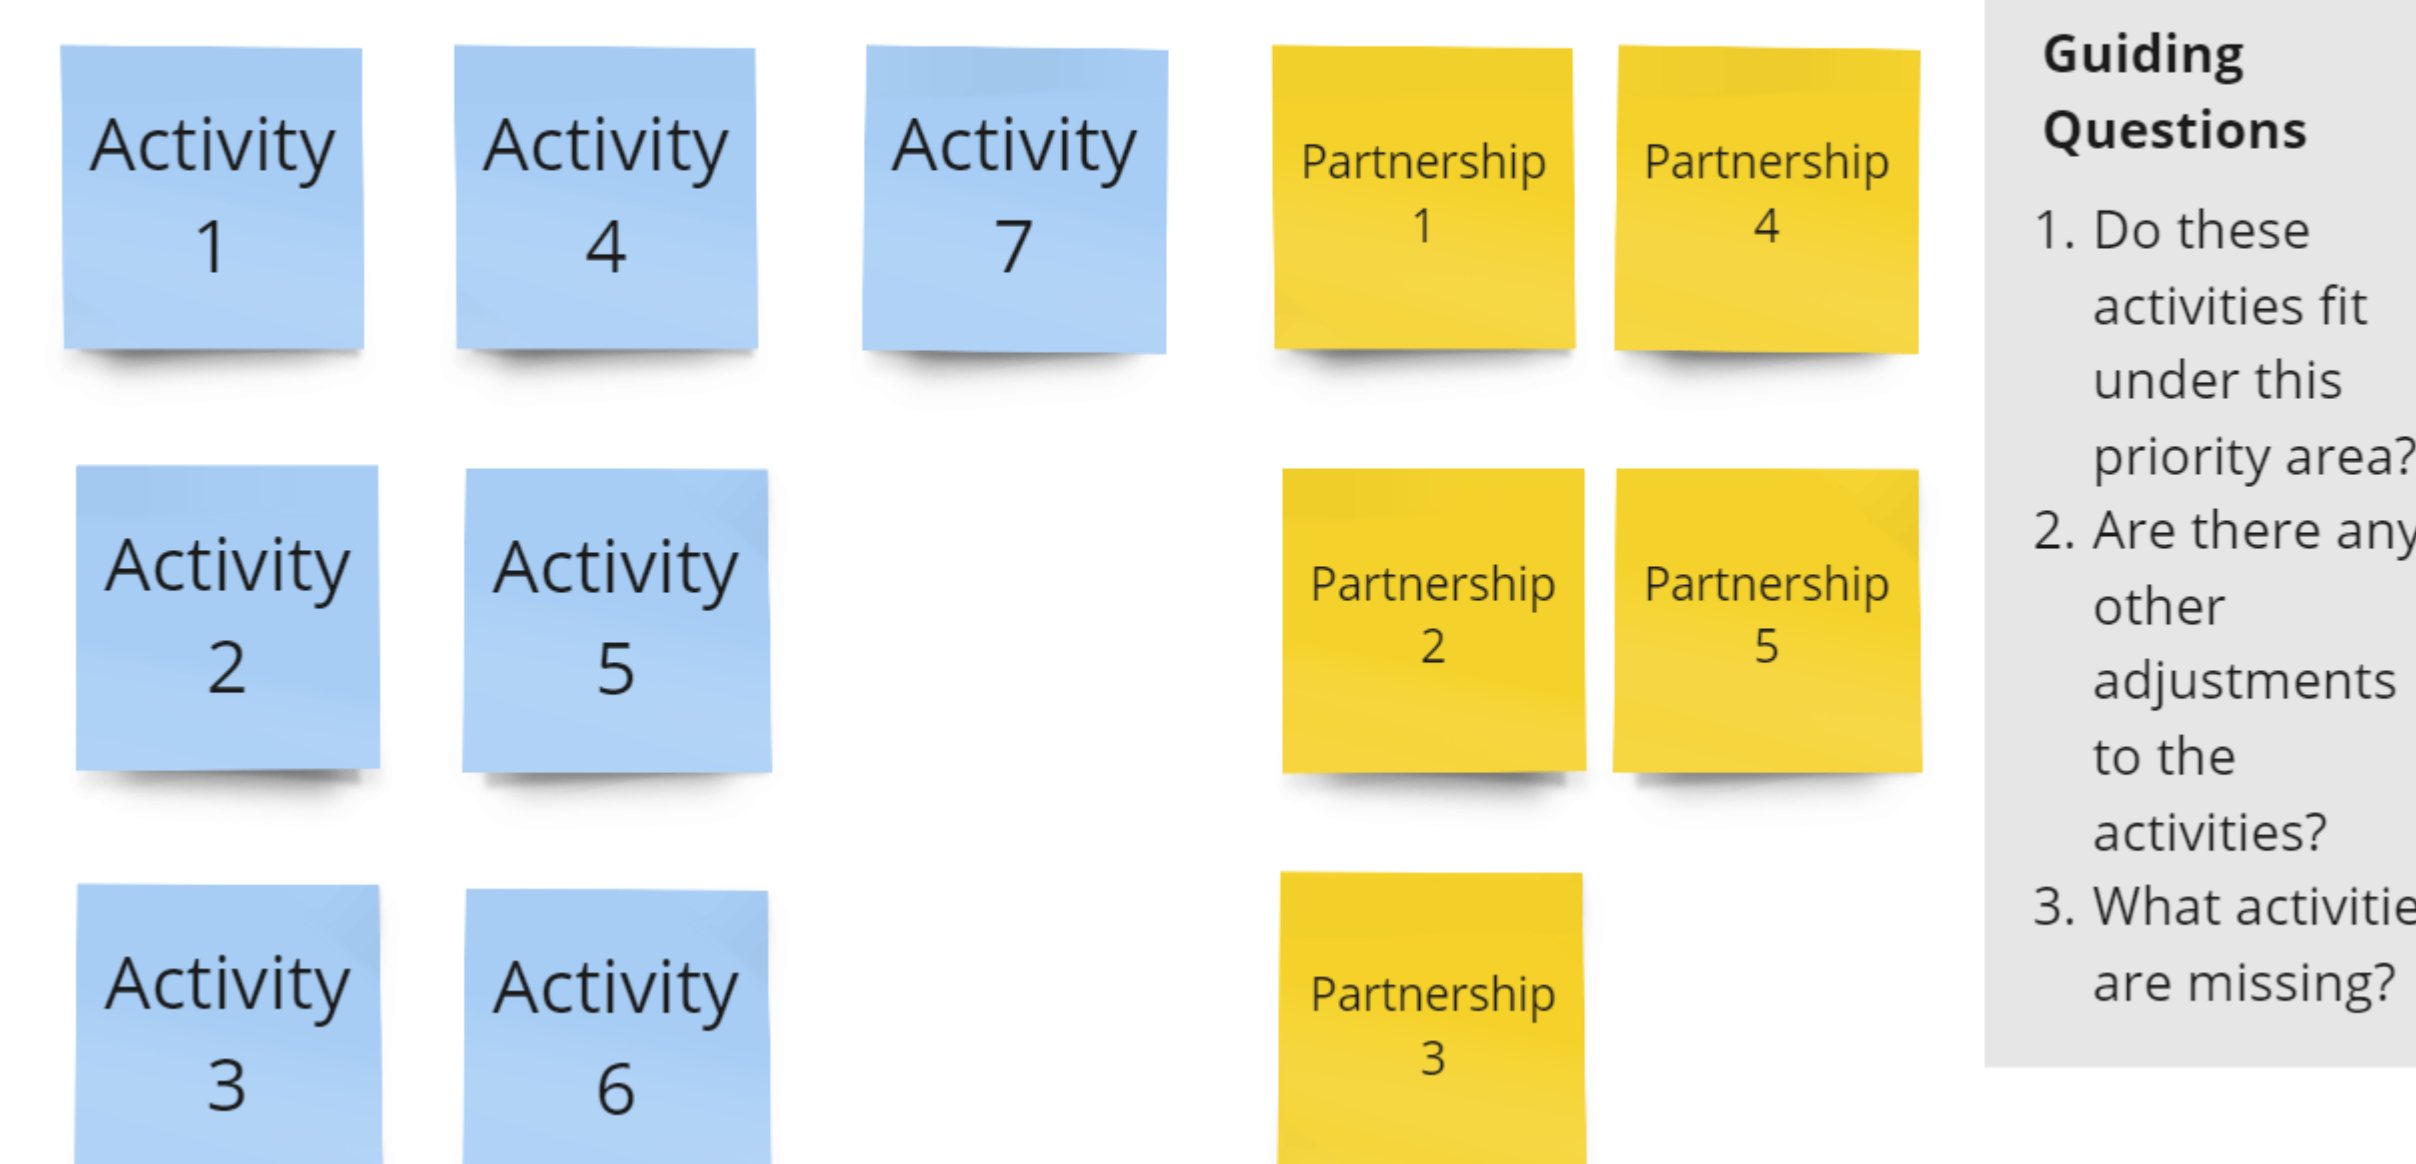 Activity
1
Activity
4
Activity
7
Partnership
1
Partnership
4
Activity
2
Activity
5
Partnership
2
Partnership
5
Activity
3
Activity
6
Partnership
3
Guiding
Questions
1. Do these
activities fit
under this
priority area?
2. Are there any
other
adjustments
to the
activities?
3. What activitie
are missing?